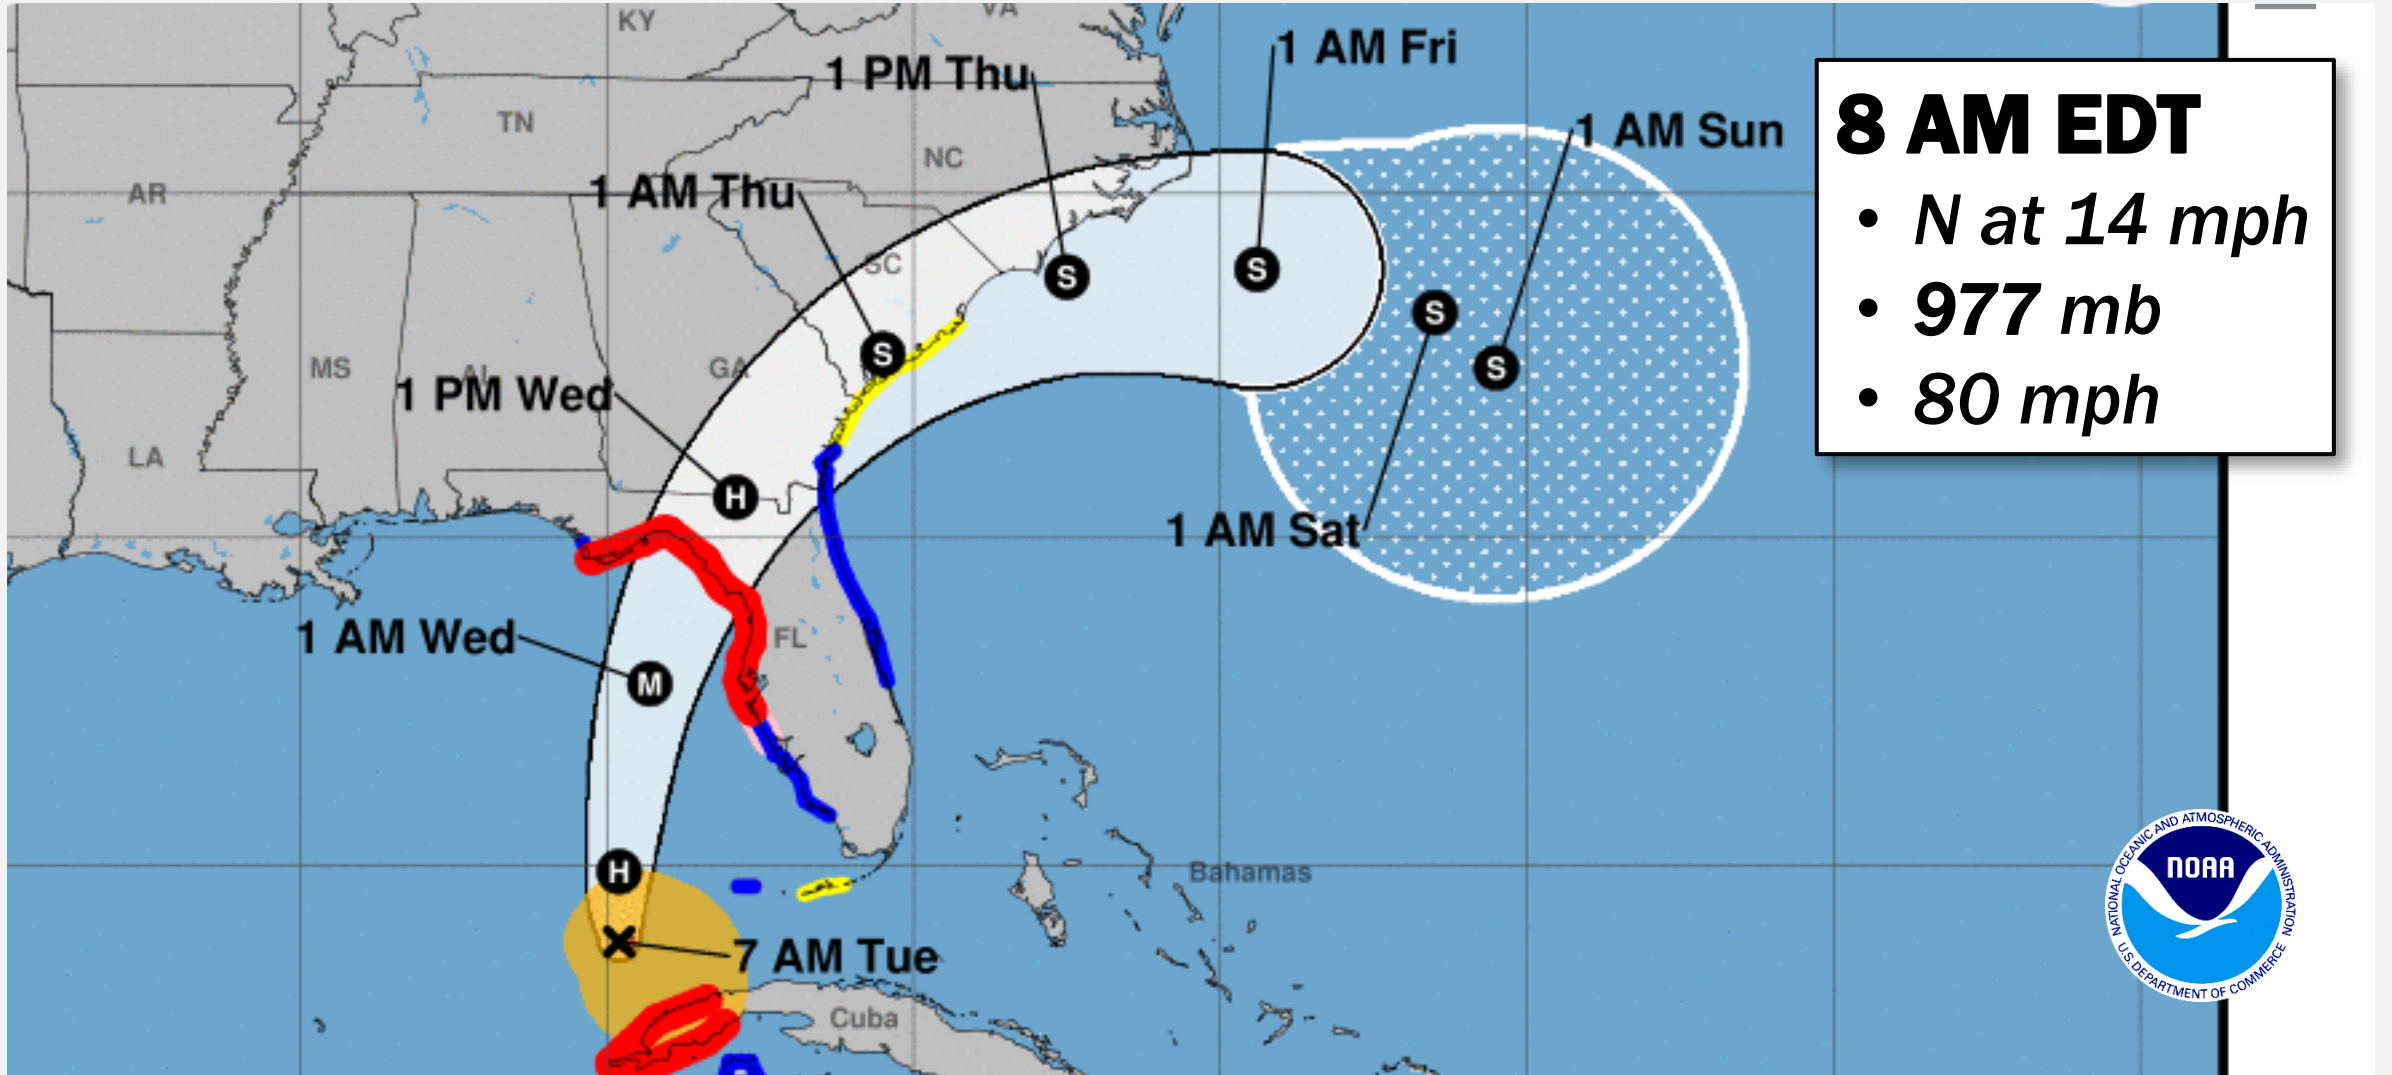 KY
VA
1 AM Fri
1 PM Thu
8 AM EDT
TN
1 AM Sun
NC
AR
1 AM Thu
• N at 14 mph
SC
S
S
• 977 mb
S
S
MS
AL
GA
S
1 PM Wed
• 80 mph
LA
H
1 AM Sat
1 AM Wed
FL
M
H
Bahamas
NATIONAL OCEANIC AND ATMOSPHERIC ADMINISTRATION
NOAA
U.S. DEPARTMENT OF COMMERCE
7 AM Tue
Cuba